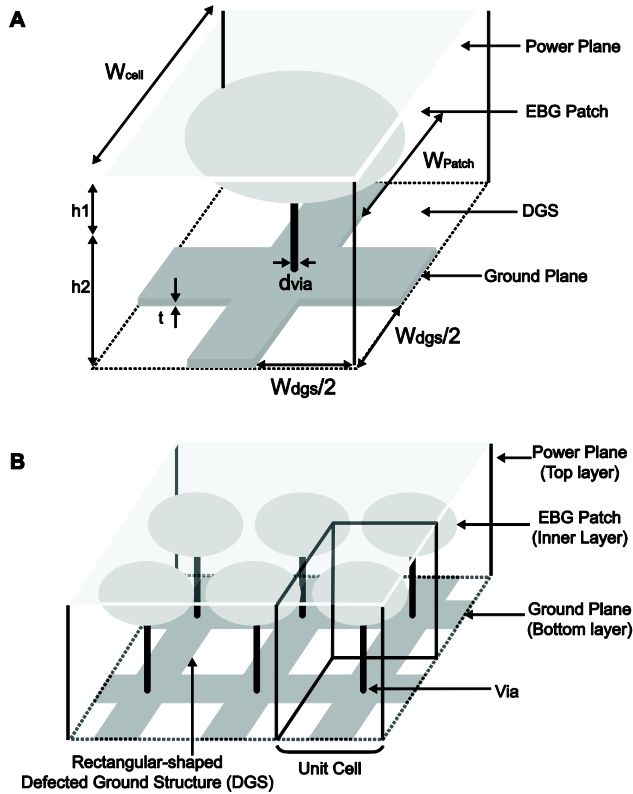 A
Wcell
Power Plane
EBG Patch
WPatch
h1
DGS
h2
dvia
Ground Plane
t
Wdgs/2
Wdgs/2
B
Power Plane
(Top layer)
EBG Patch
(Inner Layer)
Ground Plane
(Bottom layer)
Via
Rectangular-shaped
Defected Ground Structure (DGS)
Unit Cell